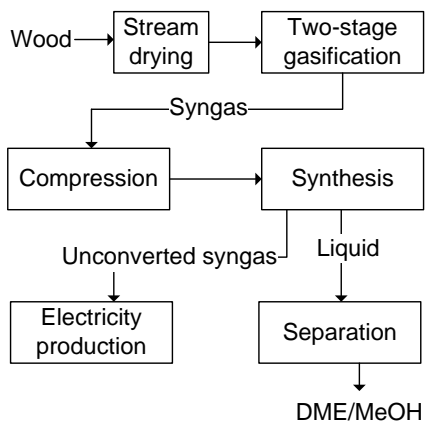 Wood
Stream
drying
Two-stage
gasification
Syngas
Compression
Synthesis
Unconverted syngas
Liquid
Electricity
production
Separation
DME/MeOH